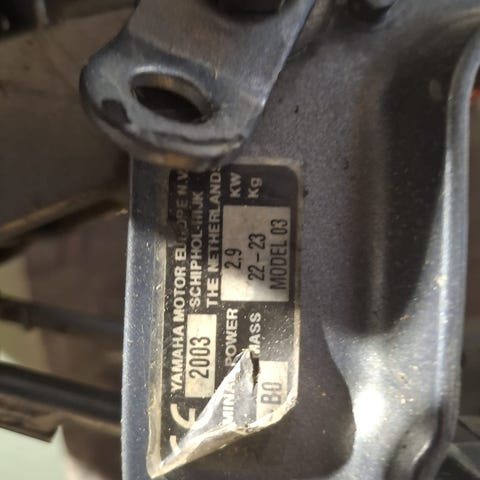 CE YAMAHA MOTOR EUROPE N.V.
2003 SCHIPHOL-RIJK
THE NETHERLANDS
POWER 2.9 KW
MASS 22-23 Kg
B0 MODEL 03